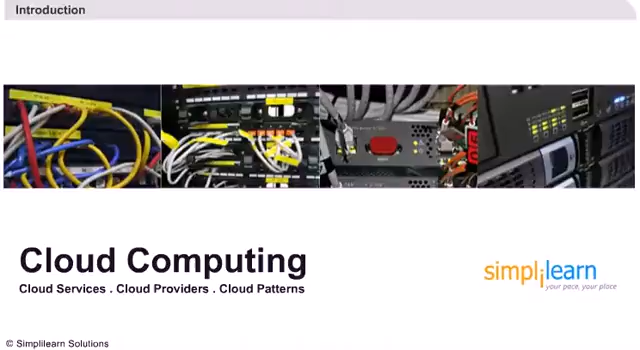 Introduction
Cloud Computing
Cloud Services . Cloud Providers . Cloud Patterns
simplilearn
your pace, your place
© Simplilearn Solutions